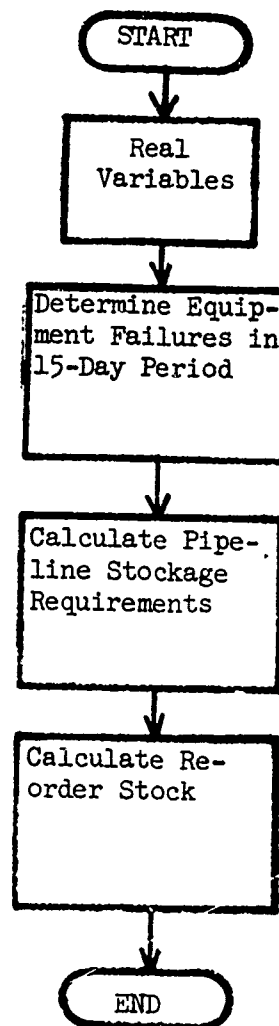 START
Real
Variables
Determine Equip-
ment Failures in
15-Day Period
Calculate Pipe-
line Stockage
Requirements
Calculate Re-
order Stock
END